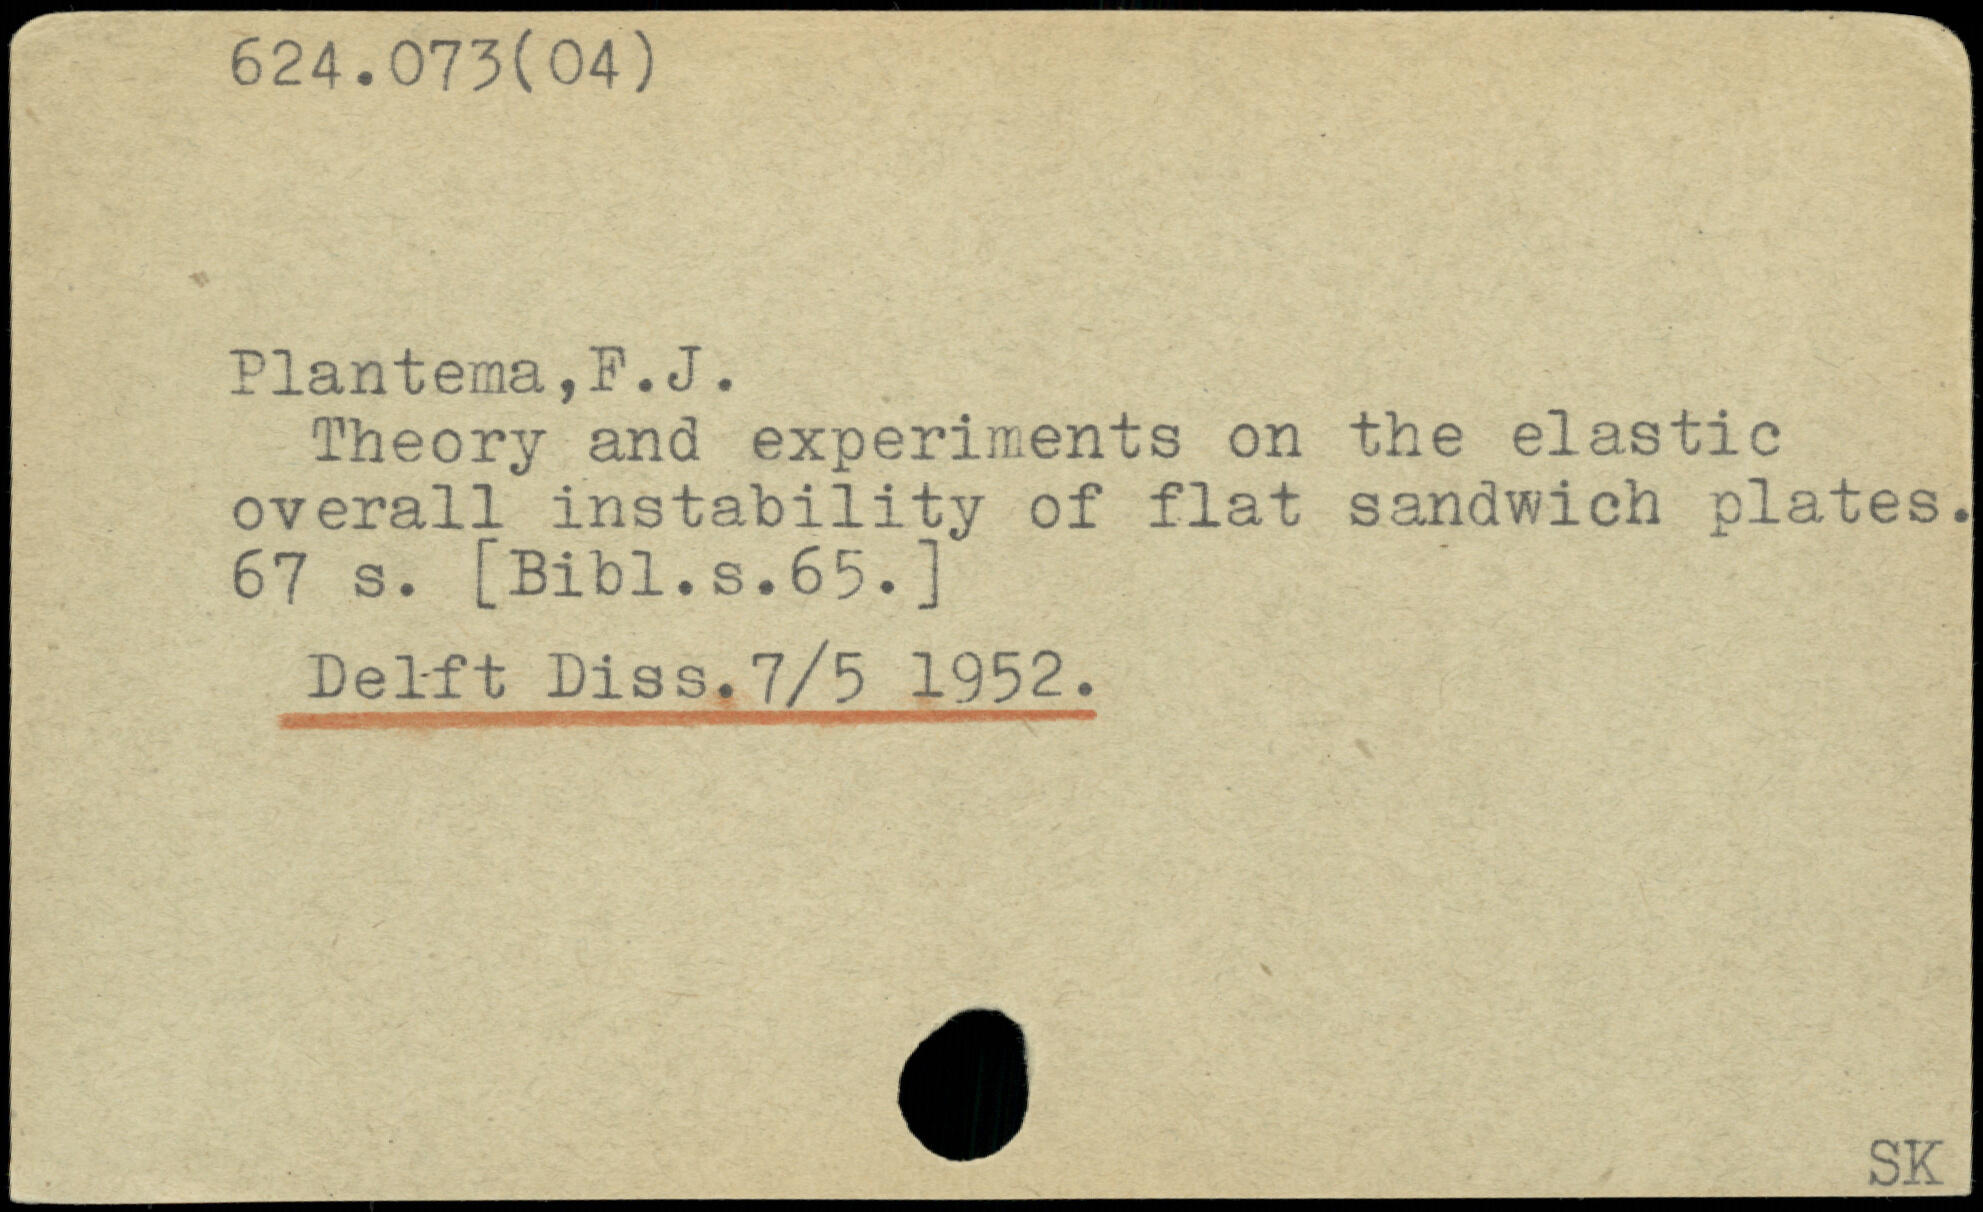 624.073(04)
Plantema,F.J.
Theory and experiments on the elastic
overall instability of flat sandwich plates.
67 s. [Bibl.s.65.]
Delft Diss.7/5 1952.
SK